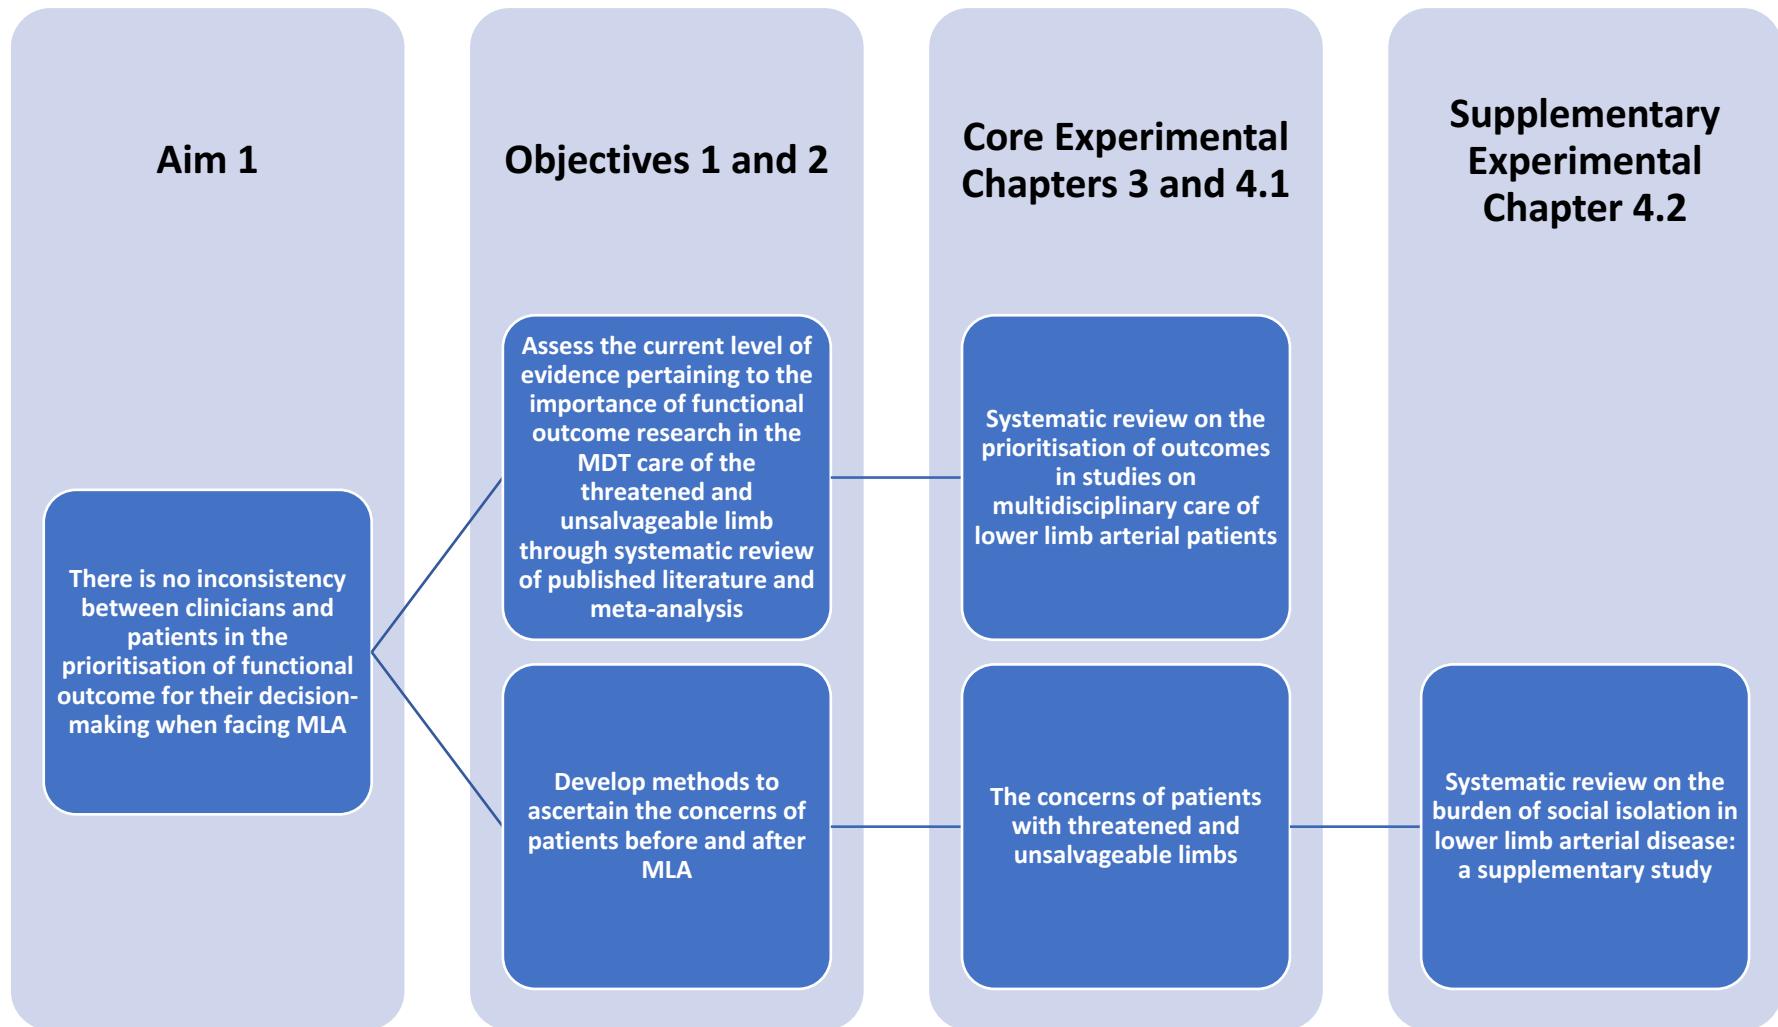 Aim 1
There is no inconsistency
between clinicians and
patients in the
prioritisation of functional
outcome for their decision-
making when facing MLA
Objectives 1 and 2
Assess the current level of
evidence pertaining to the
importance of functional
outcome research in the
MDT care of the
threatened and
unsalvageable limb
through systematic review
of published literature and
meta-analysis
Develop methods to
ascertain the concerns of
patients before and after
MLA
Core Experimental
Chapters 3 and 4.1
Systematic review on the
prioritisation of outcomes
in studies on
multidisciplinary care of
lower limb arterial patients
The concerns of patients
with threatened and
unsalvageable limbs
Supplementary
Experimental
Chapter 4.2
Systematic review on the
burden of social isolation in
lower limb arterial disease:
a supplementary study